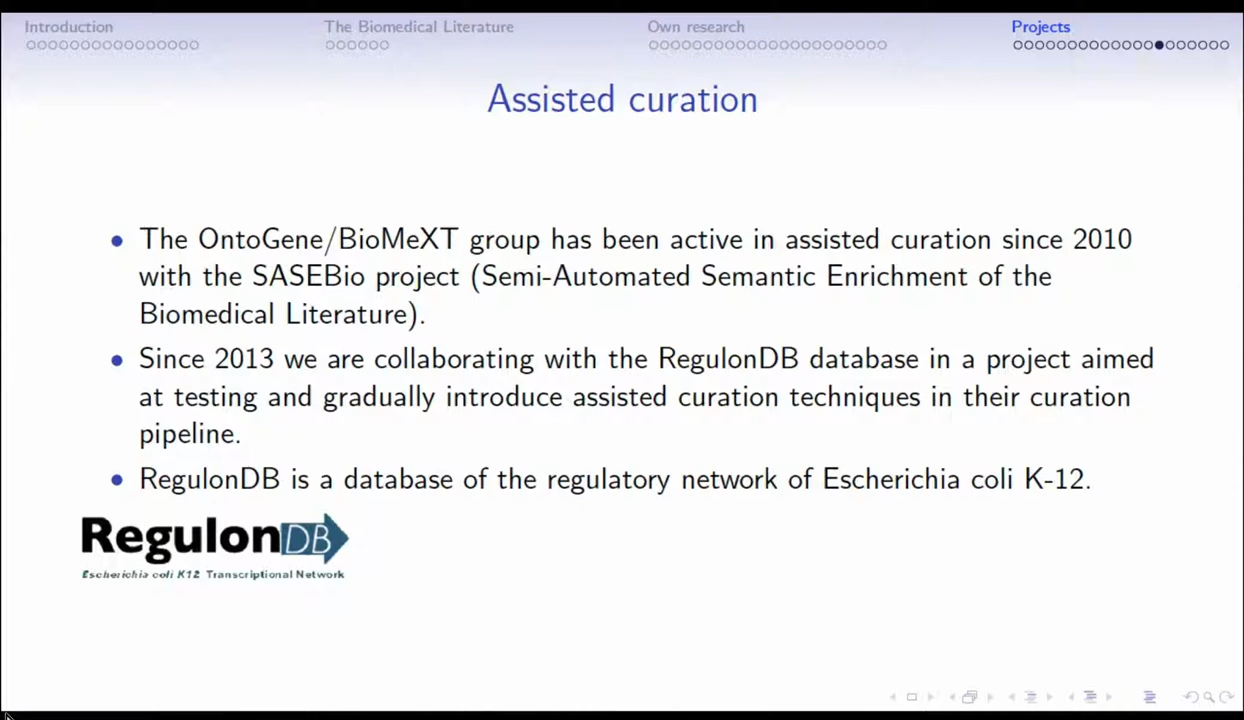 Introduction The Biomedical Literature Own research Projects
Assisted curation
• The OntoGene/BioMeXT group has been active in assisted curation since 2010
with the SASEBio project (Semi-Automated Semantic Enrichment of the
Biomedical Literature).
• Since 2013 we are collaborating with the RegulonDB database in a project aimed
at testing and gradually introduce assisted curation techniques in their curation
pipeline.
• RegulonDB is a database of the regulatory network of Escherichia coli K-12.
RegulonDB
Escherichia coli K12 Transcriptional Network